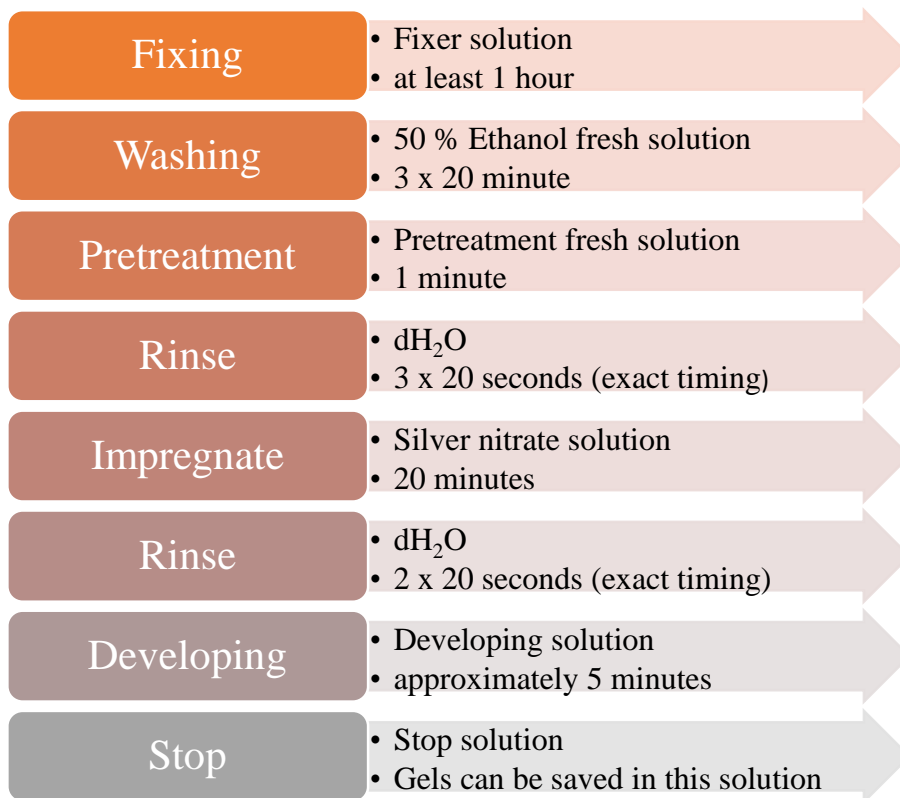 Fixing
• Fixer solution
• at least 1 hour
Washing
• 50 % Ethanol fresh solution
• 3 x 20 minute
Pretreatment
• Pretreatment fresh solution
• 1 minute
Rinse
• dH₂O
• 3 x 20 seconds (exact timing)
Impregnate
• Silver nitrate solution
• 20 minutes
Rinse
• dH₂O
• 2 x 20 seconds (exact timing)
Developing
• Developing solution
• approximately 5 minutes
Stop
• Stop solution
• Gels can be saved in this solution